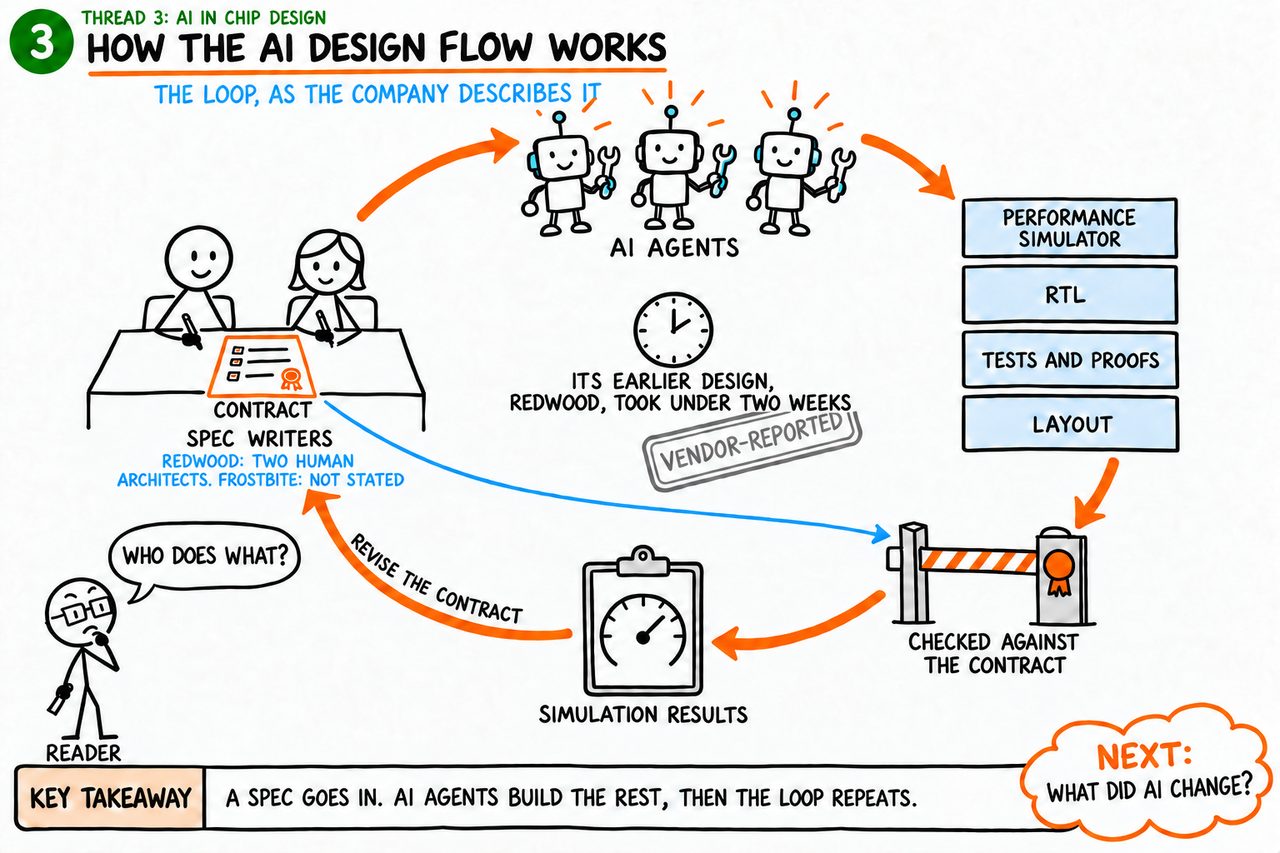 3
THREAD 3: AI IN CHIP DESIGN
HOW THE AI DESIGN FLOW WORKS
THE LOOP, AS THE COMPANY DESCRIBES IT
AI AGENTS
PERFORMANCE
SIMULATOR
RTL
TESTS AND PROOFS
LAYOUT
ITS EARLIER DESIGN,
REDWOOD, TOOK UNDER TWO WEEKS
VENDOR-REPORTED
CONTRACT
SPEC WRITERS
REDWOOD: TWO HUMAN
ARCHITECTS. FROSTBITE: NOT STATED
WHO DOES WHAT?
READER
REVISE THE CONTRACT
SIMULATION RESULTS
CHECKED AGAINST
THE CONTRACT
KEY TAKEAWAY
A SPEC GOES IN. AI AGENTS BUILD THE REST, THEN THE LOOP REPEATS.
NEXT:
WHAT DID AI CHANGE?